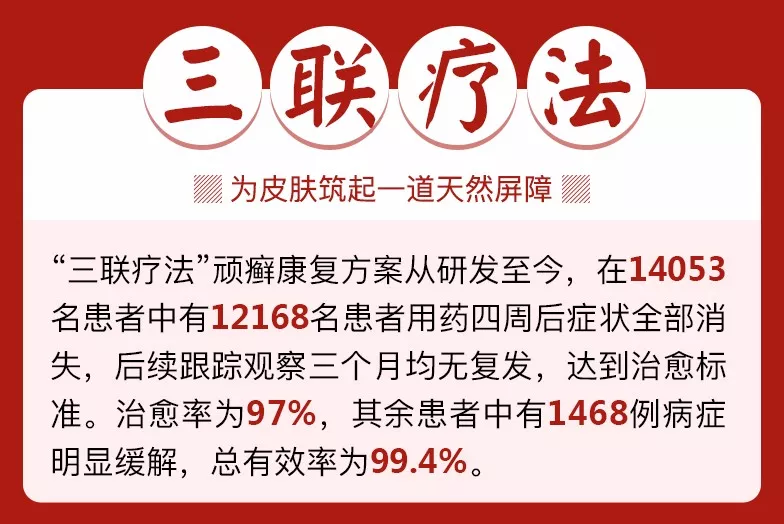 三联疗法
为皮肤筑起一道天然屏障
“三联疗法”顽癣康复方案从研发至今，在14053
名患者中有12168名患者用药四周后症状全部消
失，后续跟踪观察三个月均无复发，达到治愈标
准。治愈率为97%，其余患者中有1468例病症
明显缓解，总有效率为99.4%。